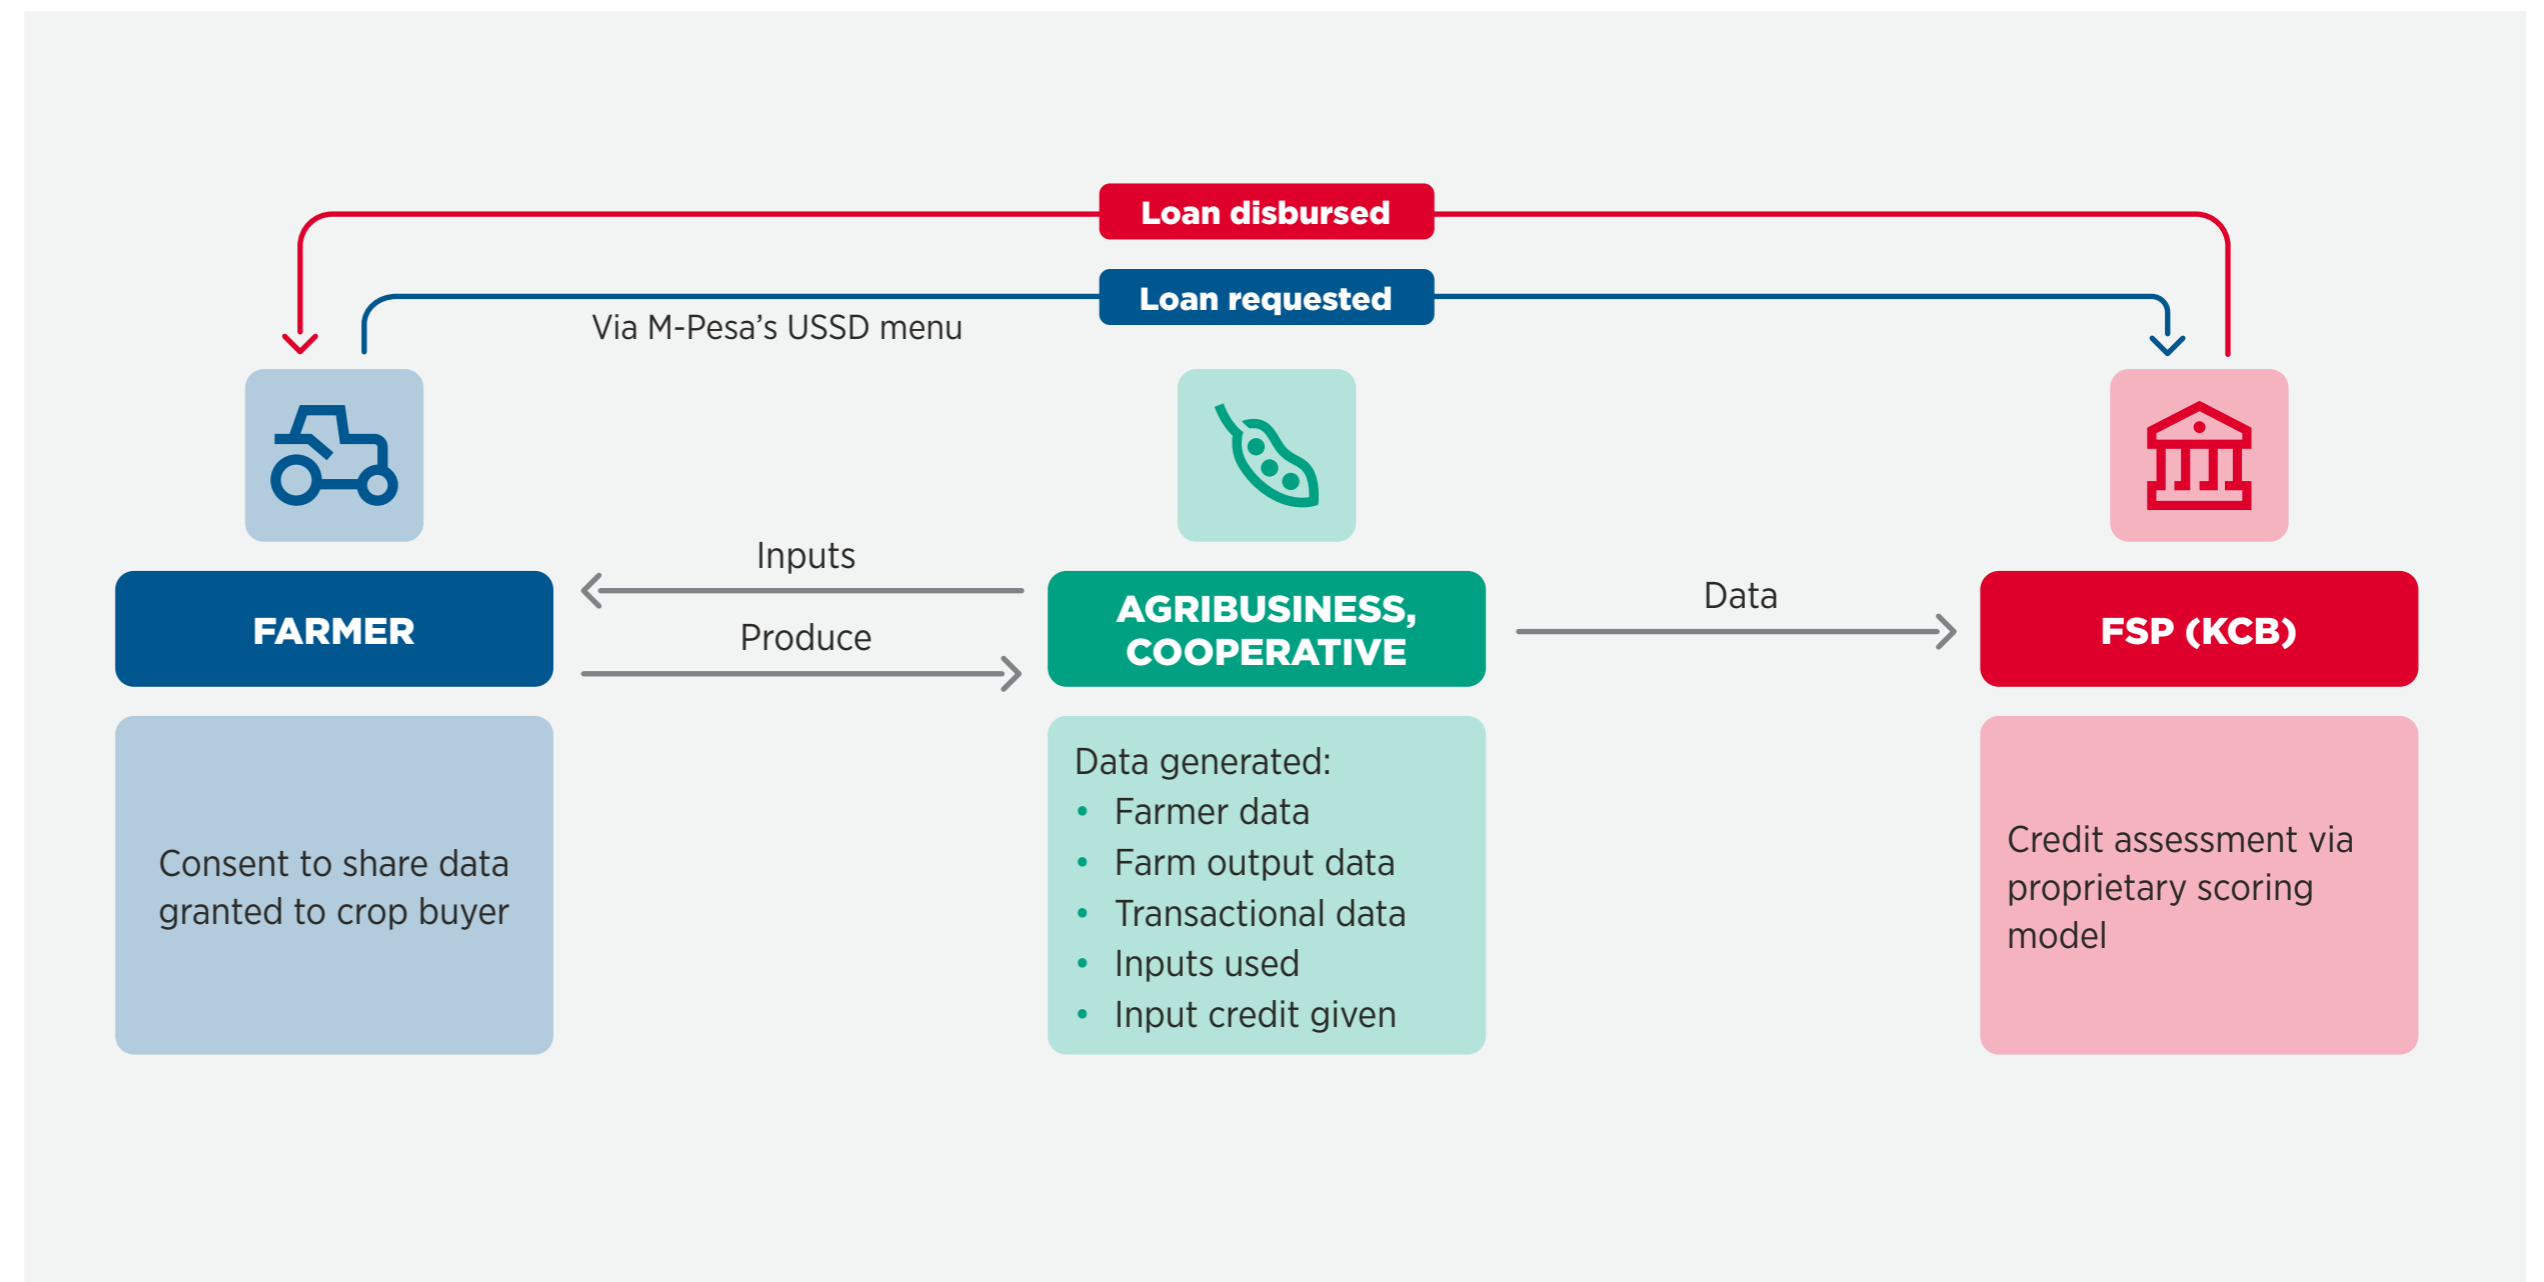 Loan disbursed
Loan requested
Via M-Pesa’s USSD menu
Inputs
Produce
Data
FARMER
AGRIBUSINESS,
COOPERATIVE
FSP (KCB)
Consent to share data
granted to crop buyer
Data generated:
• Farmer data
• Farm output data
• Transactional data
• Inputs used
• Input credit given
Credit assessment via
proprietary scoring
model